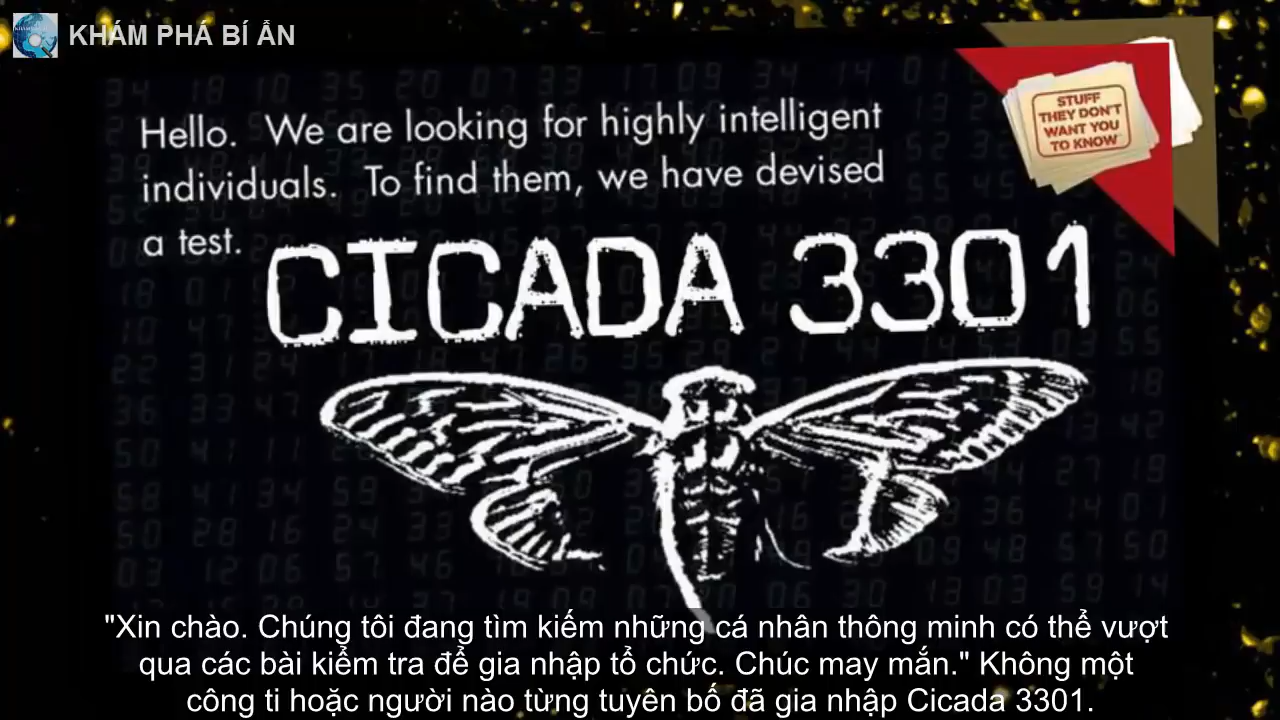 KHÁM PHÁ BÍ ẨN
STUFF
THEY DON'T
WANT YOU
TO KNOW
Hello. We are looking for highly intelligent
individuals. To find them, we have devised
a test.
CICADA 3301
"Xin chào. Chúng tôi đang tìm kiếm những cá nhân thông minh có thể vượt
qua các bài kiểm tra để gia nhập tổ chức. Chúc may mắn." Không một
công ti hoặc người nào từng tuyên bố đã gia nhập Cicada 3301.